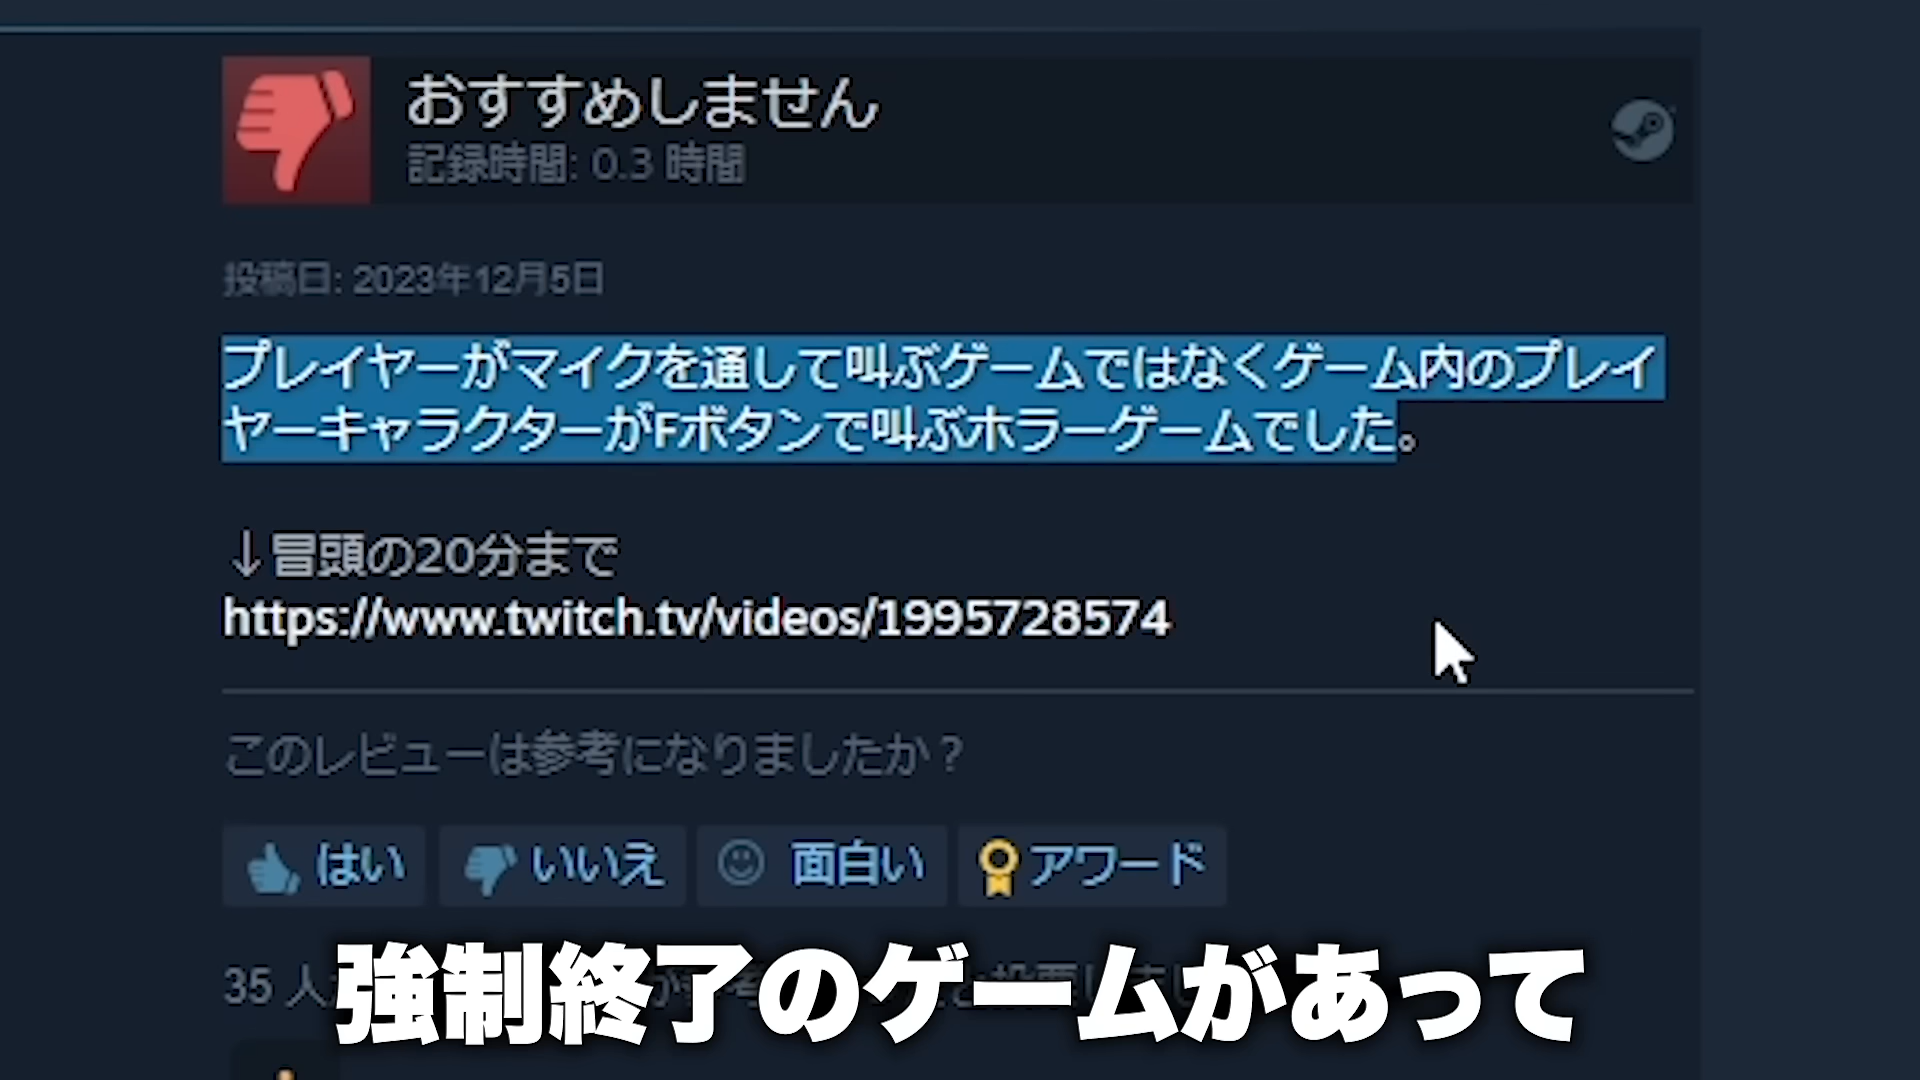 おすすめしません
記録時間: 0.3 時間
投稿日: 2023年12月5日
プレイヤーがマイクを通して叫ぶゲームではなくゲーム内のプレイ
ヤーキャラクターがFボタンで叫ぶホラーゲームでした。
↓冒頭の20分まで
https://www.twitch.tv/videos/1995728574
このレビューは参考になりましたか？
はい
いいえ
面白い
アワード
35 人
強制終了のゲームがあって